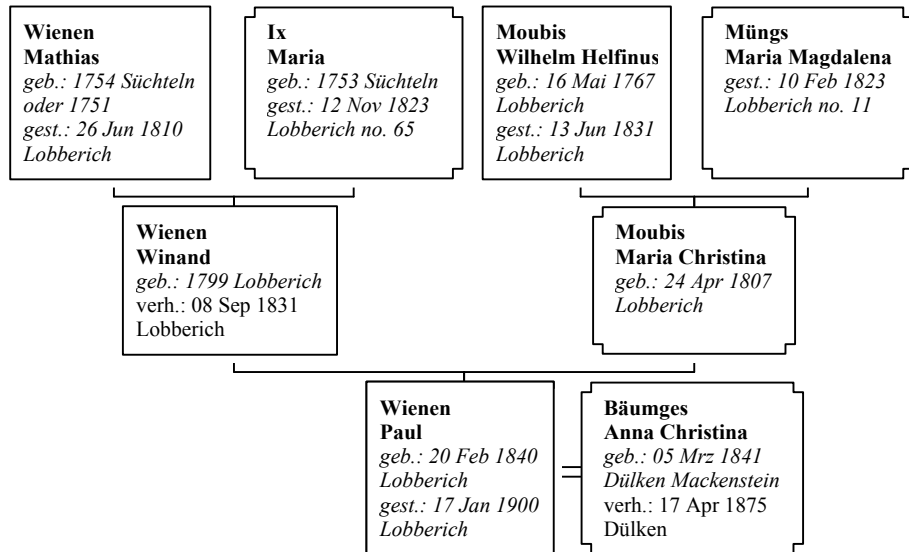 Wienen
Mathias
geb.: 1754 Süchteln
oder 1751
gest.: 26 Jun 1810
Lobberich
Ix
Maria
geb.: 1753 Süchteln
gest.: 12 Nov 1823
Lobberich no. 65
Moubis
Wilhelm Helfinus
geb.: 16 Mai 1767
Lobberich
gest.: 13 Jun 1831
Lobberich
Müngs
Maria Magdalena
gest.: 10 Feb 1823
Lobberich no. 11
Wienen
Winand
geb.: 1799 Lobberich
verh.: 08 Sep 1831
Lobberich
Moubis
Maria Christina
geb.: 24 Apr 1807
Lobberich
Wienen
Paul
geb.: 20 Feb 1840
Lobberich
gest.: 17 Jan 1900
Lobberich
Bäumges
Anna Christina
geb.: 05 Mrz 1841
Dülken Mackenstein
verh.: 17 Apr 1875
Dülken